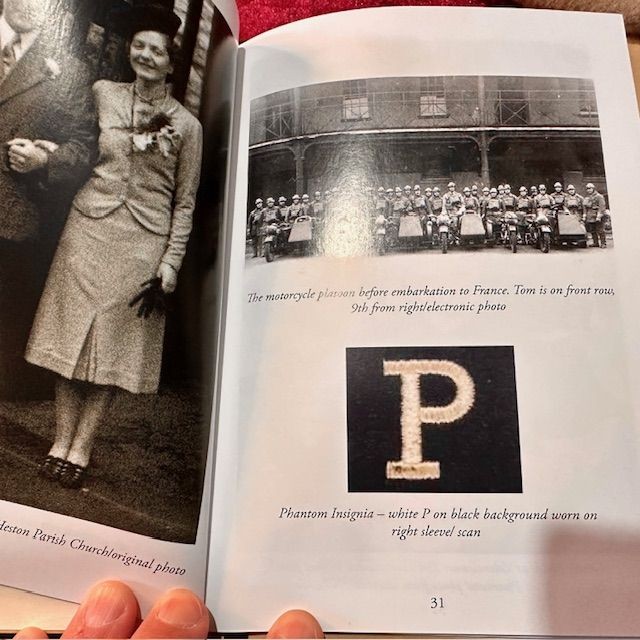 Heston Parish Church/original photo
The motorcycle platoon before embarkation to France. Tom is on front row,
9th from right/electronic photo
P
Phantom Insignia – white P on black background worn on
right sleeve/ scan
31